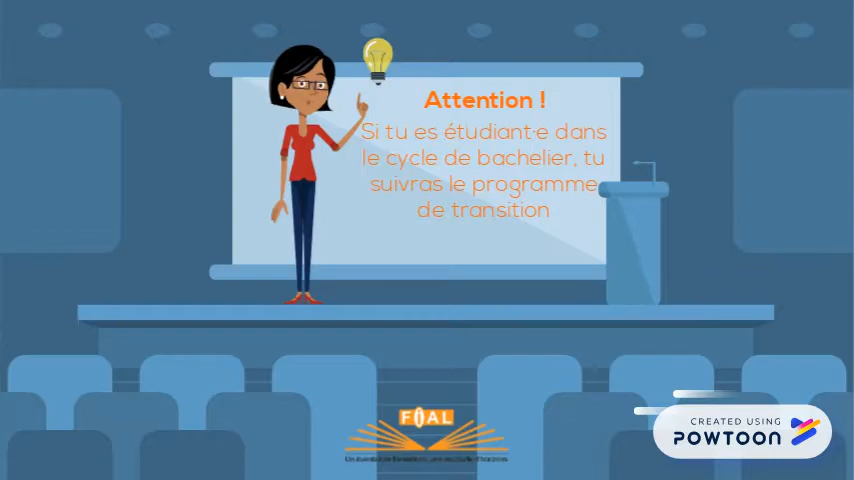 Attention !
Si tu es étudiant·e dans
le cycle de bachelier, tu
suivras le programme
de transition
FIAL
CREATED USING
POWTOON